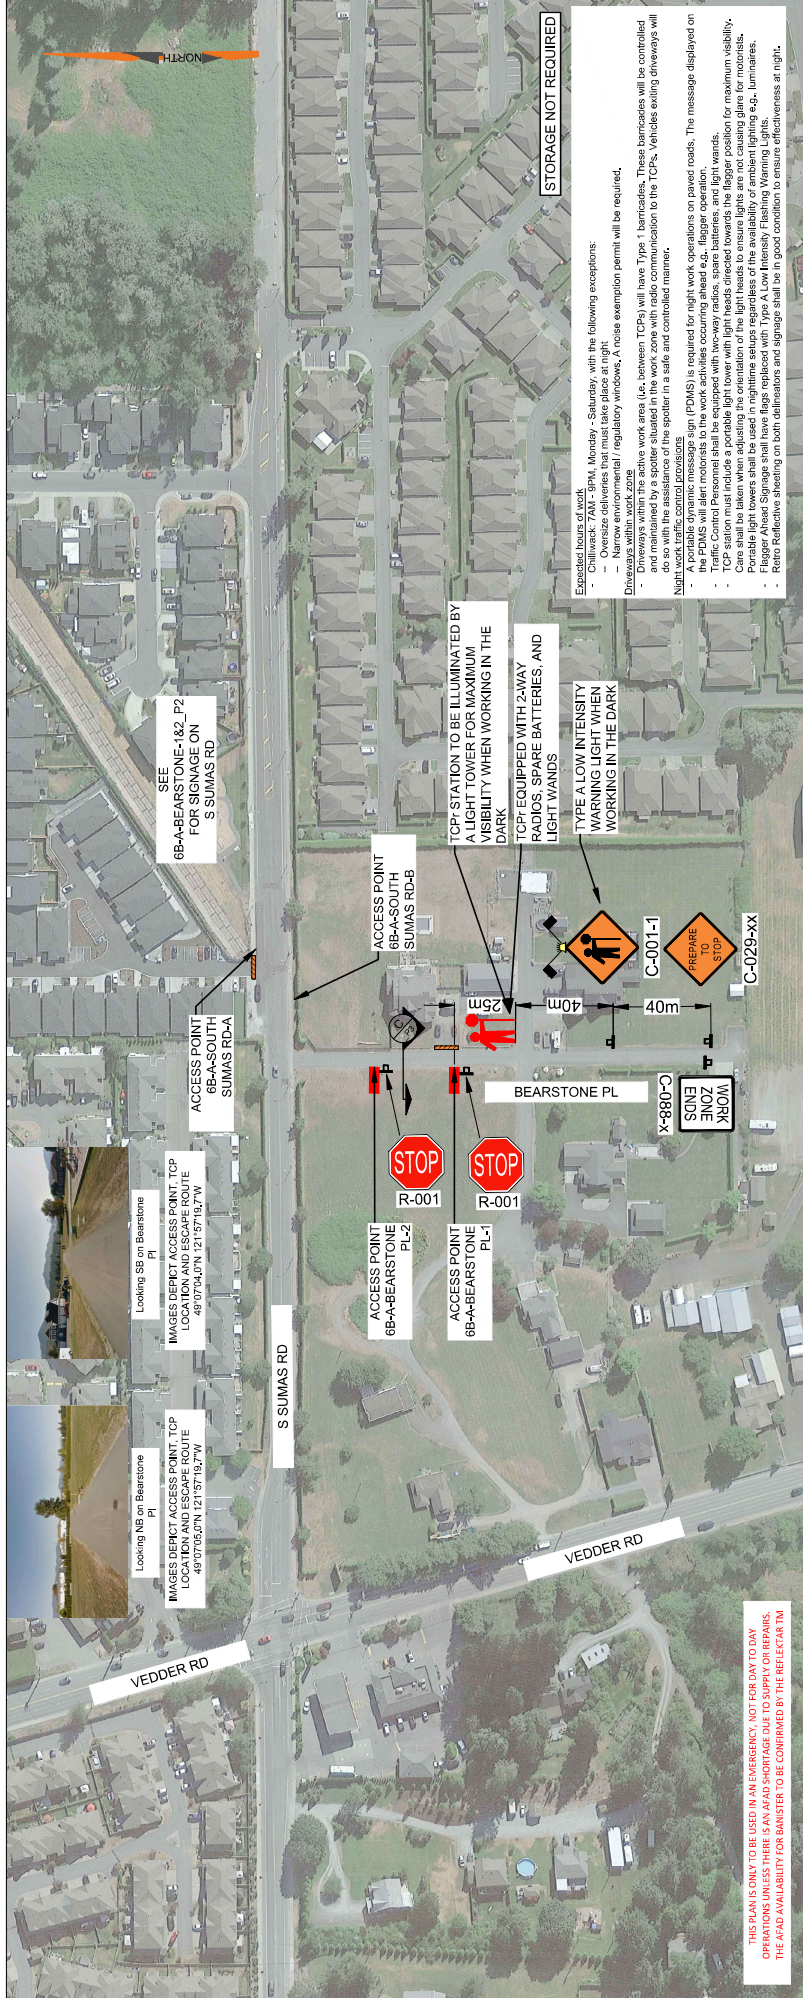 NORTH
STORAGE NOT REQUIRED
Expected hours of work
- Chilliwack: 7AM - 9PM, Monday - Saturday, with the following exceptions:
– Oversize deliveries that must take place at night
– Narrow environmental / regulatory windows. A noise exemption permit will be required.
Driveways within work zone
- Driveways within the active work area (i.e. between TCPs) will have Type 1 barricades. These barricades will be controlled
and maintained by a spotter situated in the work zone with radio communication to the TCPs. Vehicles exiting driveways will
do so with the assistance of the spotter in a safe and controlled manner.
Night work traffic control provisions
- A portable dynamic message sign (PDMS) is required for night work operations on paved roads. The message displayed on
the PDMS will alert motorists to the work activities occurring ahead e.g., flagger operation.
- Traffic Control Personnel shall be equipped with two-way radios, spare batteries, and light wands.
- TCP station must include a portable light tower with light heads directed towards the flagger position for maximum visibility.
Care shall be taken when adjusting the orientation of the light heads to ensure lights are not causing glare for motorists.
Portable light towers shall be used in nighttime setups regardless of the availability of ambient lighting e.g., luminaires.
- Flagger Ahead Signage shall have flags replaced with Type A Low Intensity Flashing Warning Lights.
- Retro Reflective sheeting on both delineators and signage shall be in good condition to ensure effectiveness at night.
SEE
6B-A-BEARSTONE-1&2_P2
FOR SIGNAGE ON
S SUMAS RD
TCPr STATION TO BE ILLUMINATED BY
A LIGHT TOWER FOR MAXIMUM
VISIBILITY WHEN WORKING IN THE
DARK
TCPr EQUIPPED WITH 2-WAY
RADIOS, SPARE BATTERIES, AND
LIGHT WANDS
TYPE A LOW INTENSITY
WARNING LIGHT WHEN
WORKING IN THE DARK
ACCESS POINT
6B-A-SOUTH
SUMAS RD-B
ACCESS POINT
6B-A-SOUTH
SUMAS RD-A
C
P3
25m
40m
40m
C-001-1
PREPARE
TO
STOP
C-029-xx
BEARSTONE PL
WORK
ZONE
ENDS
C-088-x
STOP
R-001
STOP
R-001
ACCESS POINT
6B-A-BEARSTONE
PL-2
ACCESS POINT
6B-A-BEARSTONE
PL-1
Looking SB on Bearstone
Pl
IMAGES DEPICT ACCESS POINT, TCP
LOCATION AND ESCAPE ROUTE
49°07'04.0"N 121°57'19.7"W
Looking NB on Bearstone
Pl
IMAGES DEPICT ACCESS POINT, TCP
LOCATION AND ESCAPE ROUTE
49°07'05.0"N 121°57'19.7"W
S SUMAS RD
VEDDER RD
VEDDER RD
THIS PLAN IS ONLY TO BE USED IN AN EMERGENCY, NOT FOR DAY TO DAY
OPERATIONS UNLESS THERE IS AN AFAD SHORTAGE DUE TO SUPPLY OR REPAIRS.
THE AFAD AVAILABILITY FOR BANISTER TO BE CONFIRMED BY THE REFLEKTAR TM